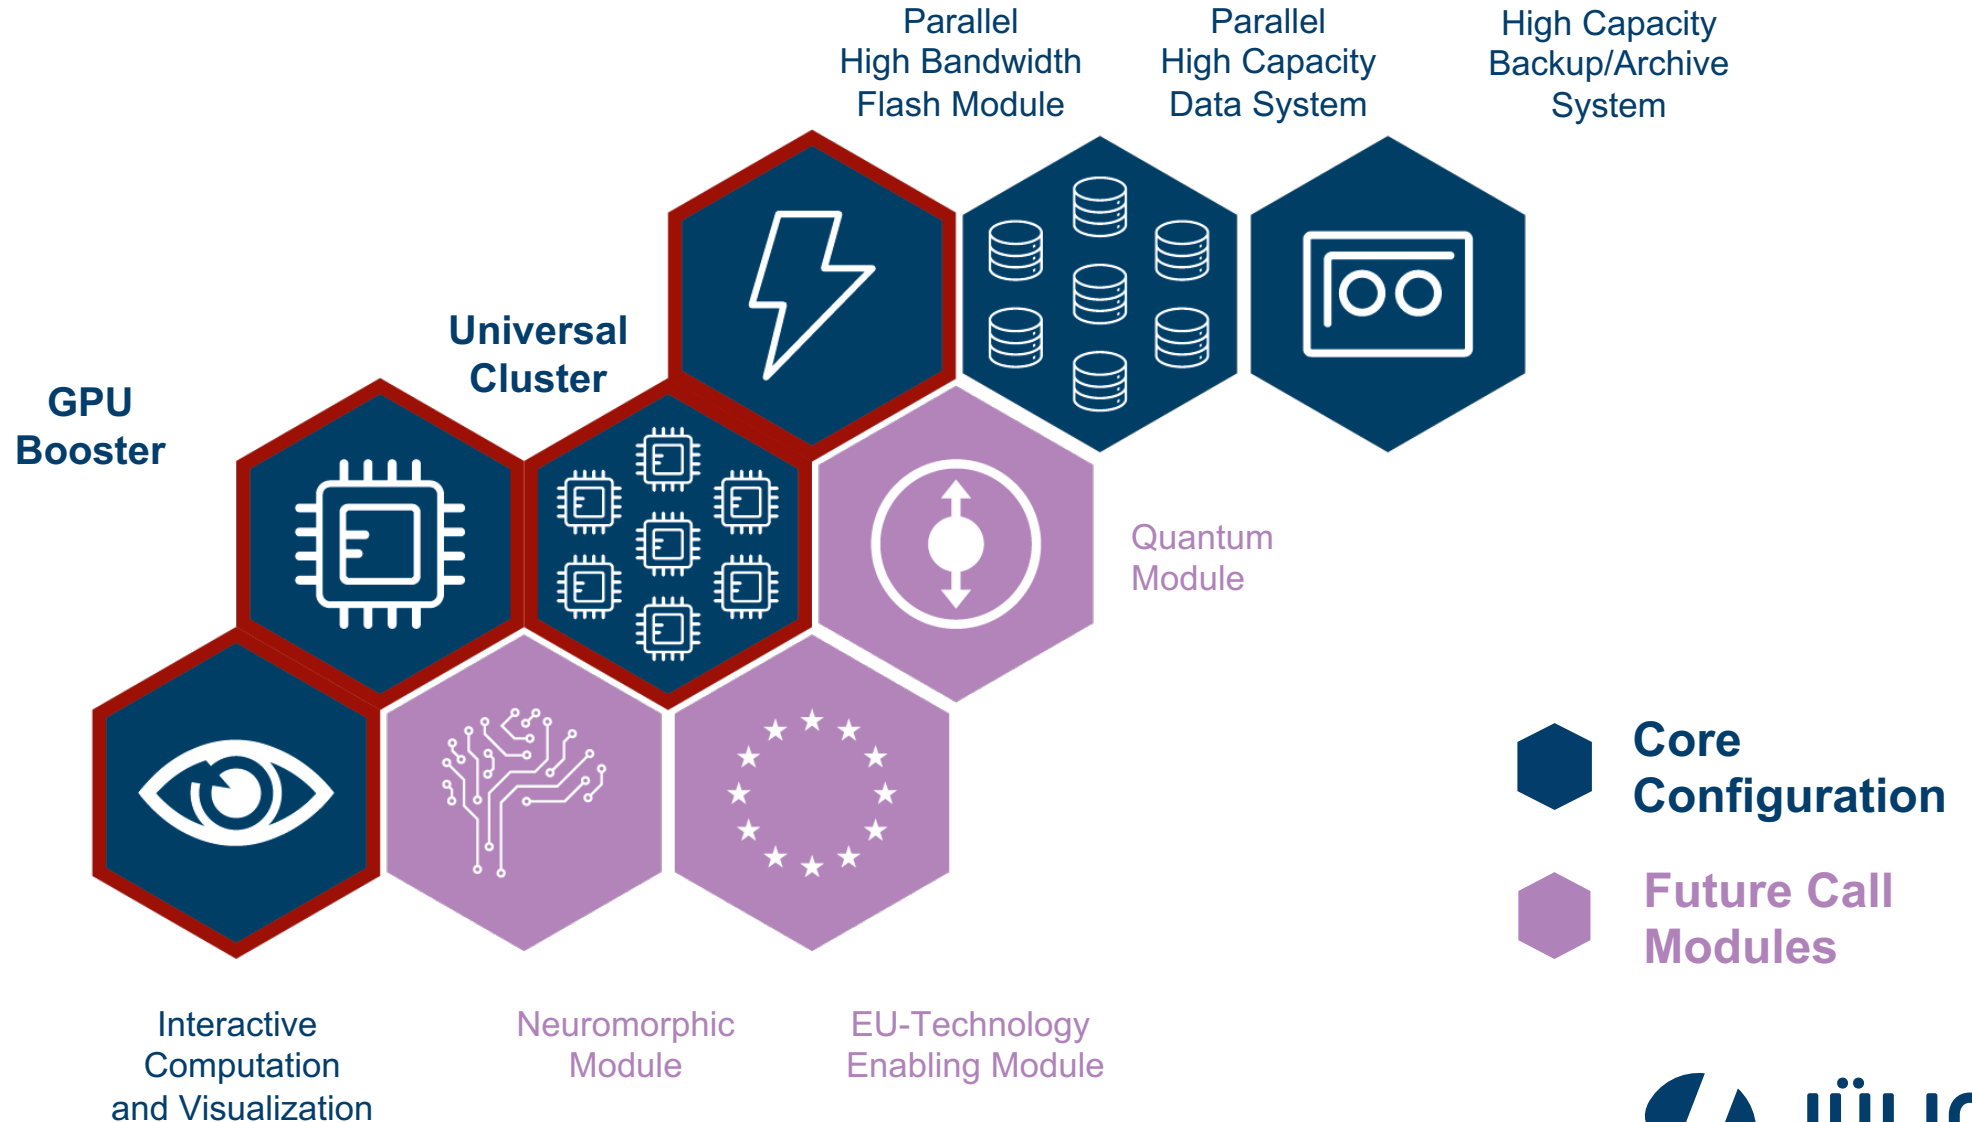 Parallel
High Bandwidth
Flash Module
Parallel
High Capacity
Data System
High Capacity
Backup/Archive
System
Universal
Cluster
GPU
Booster
Quantum
Module
Core
Configuration
Future Call
Modules
Interactive
Computation
and Visualization
Neuromorphic
Module
EU-Technology
Enabling Module